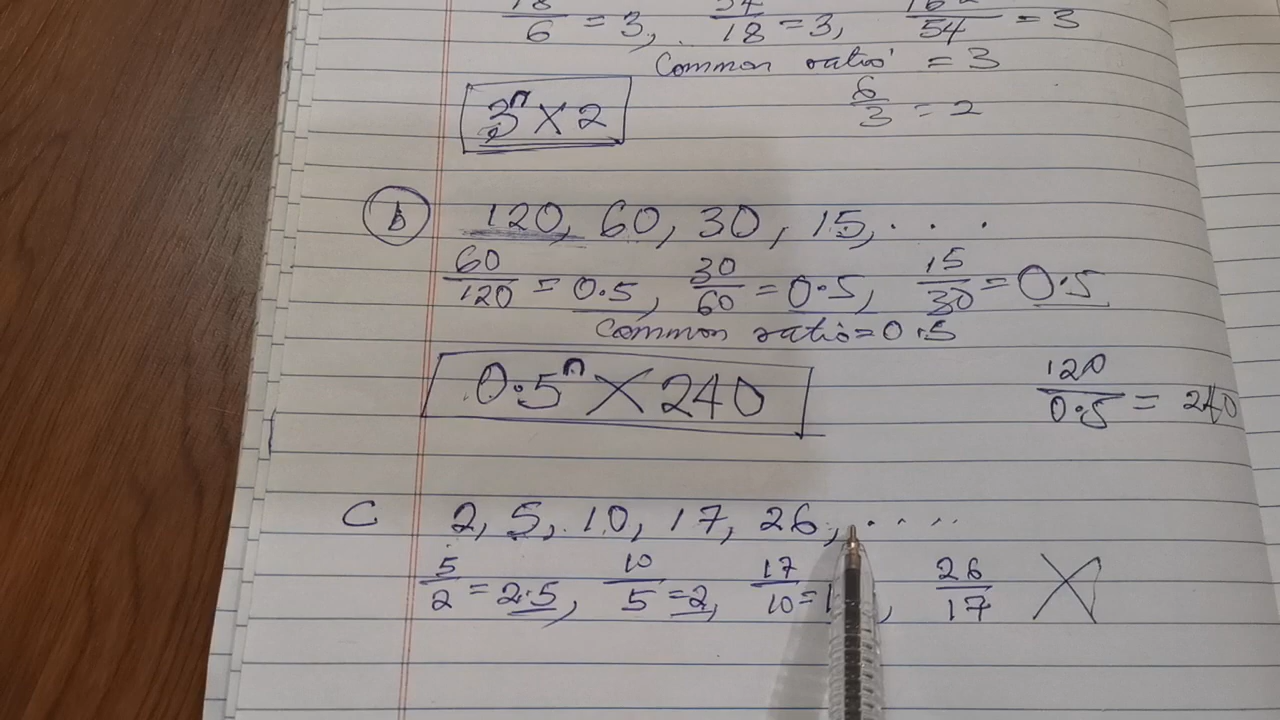 18/6 = 3, 54/18 = 3, 162/54 = 3
Common ratio = 3
6/3 = 2
3ⁿ X 2
b 120, 60, 30, 15, . . .
60/120 = 0.5, 30/60 = 0.5, 15/30 = 0.5
Common ratio = 0.5
0.5ⁿ X 240
120/0.5 = 240
C 2, 5, 10, 17, 26, . . . . .
5/2 = 2.5, 10/5 = 2, 17/10 = 1 , 26/17 X